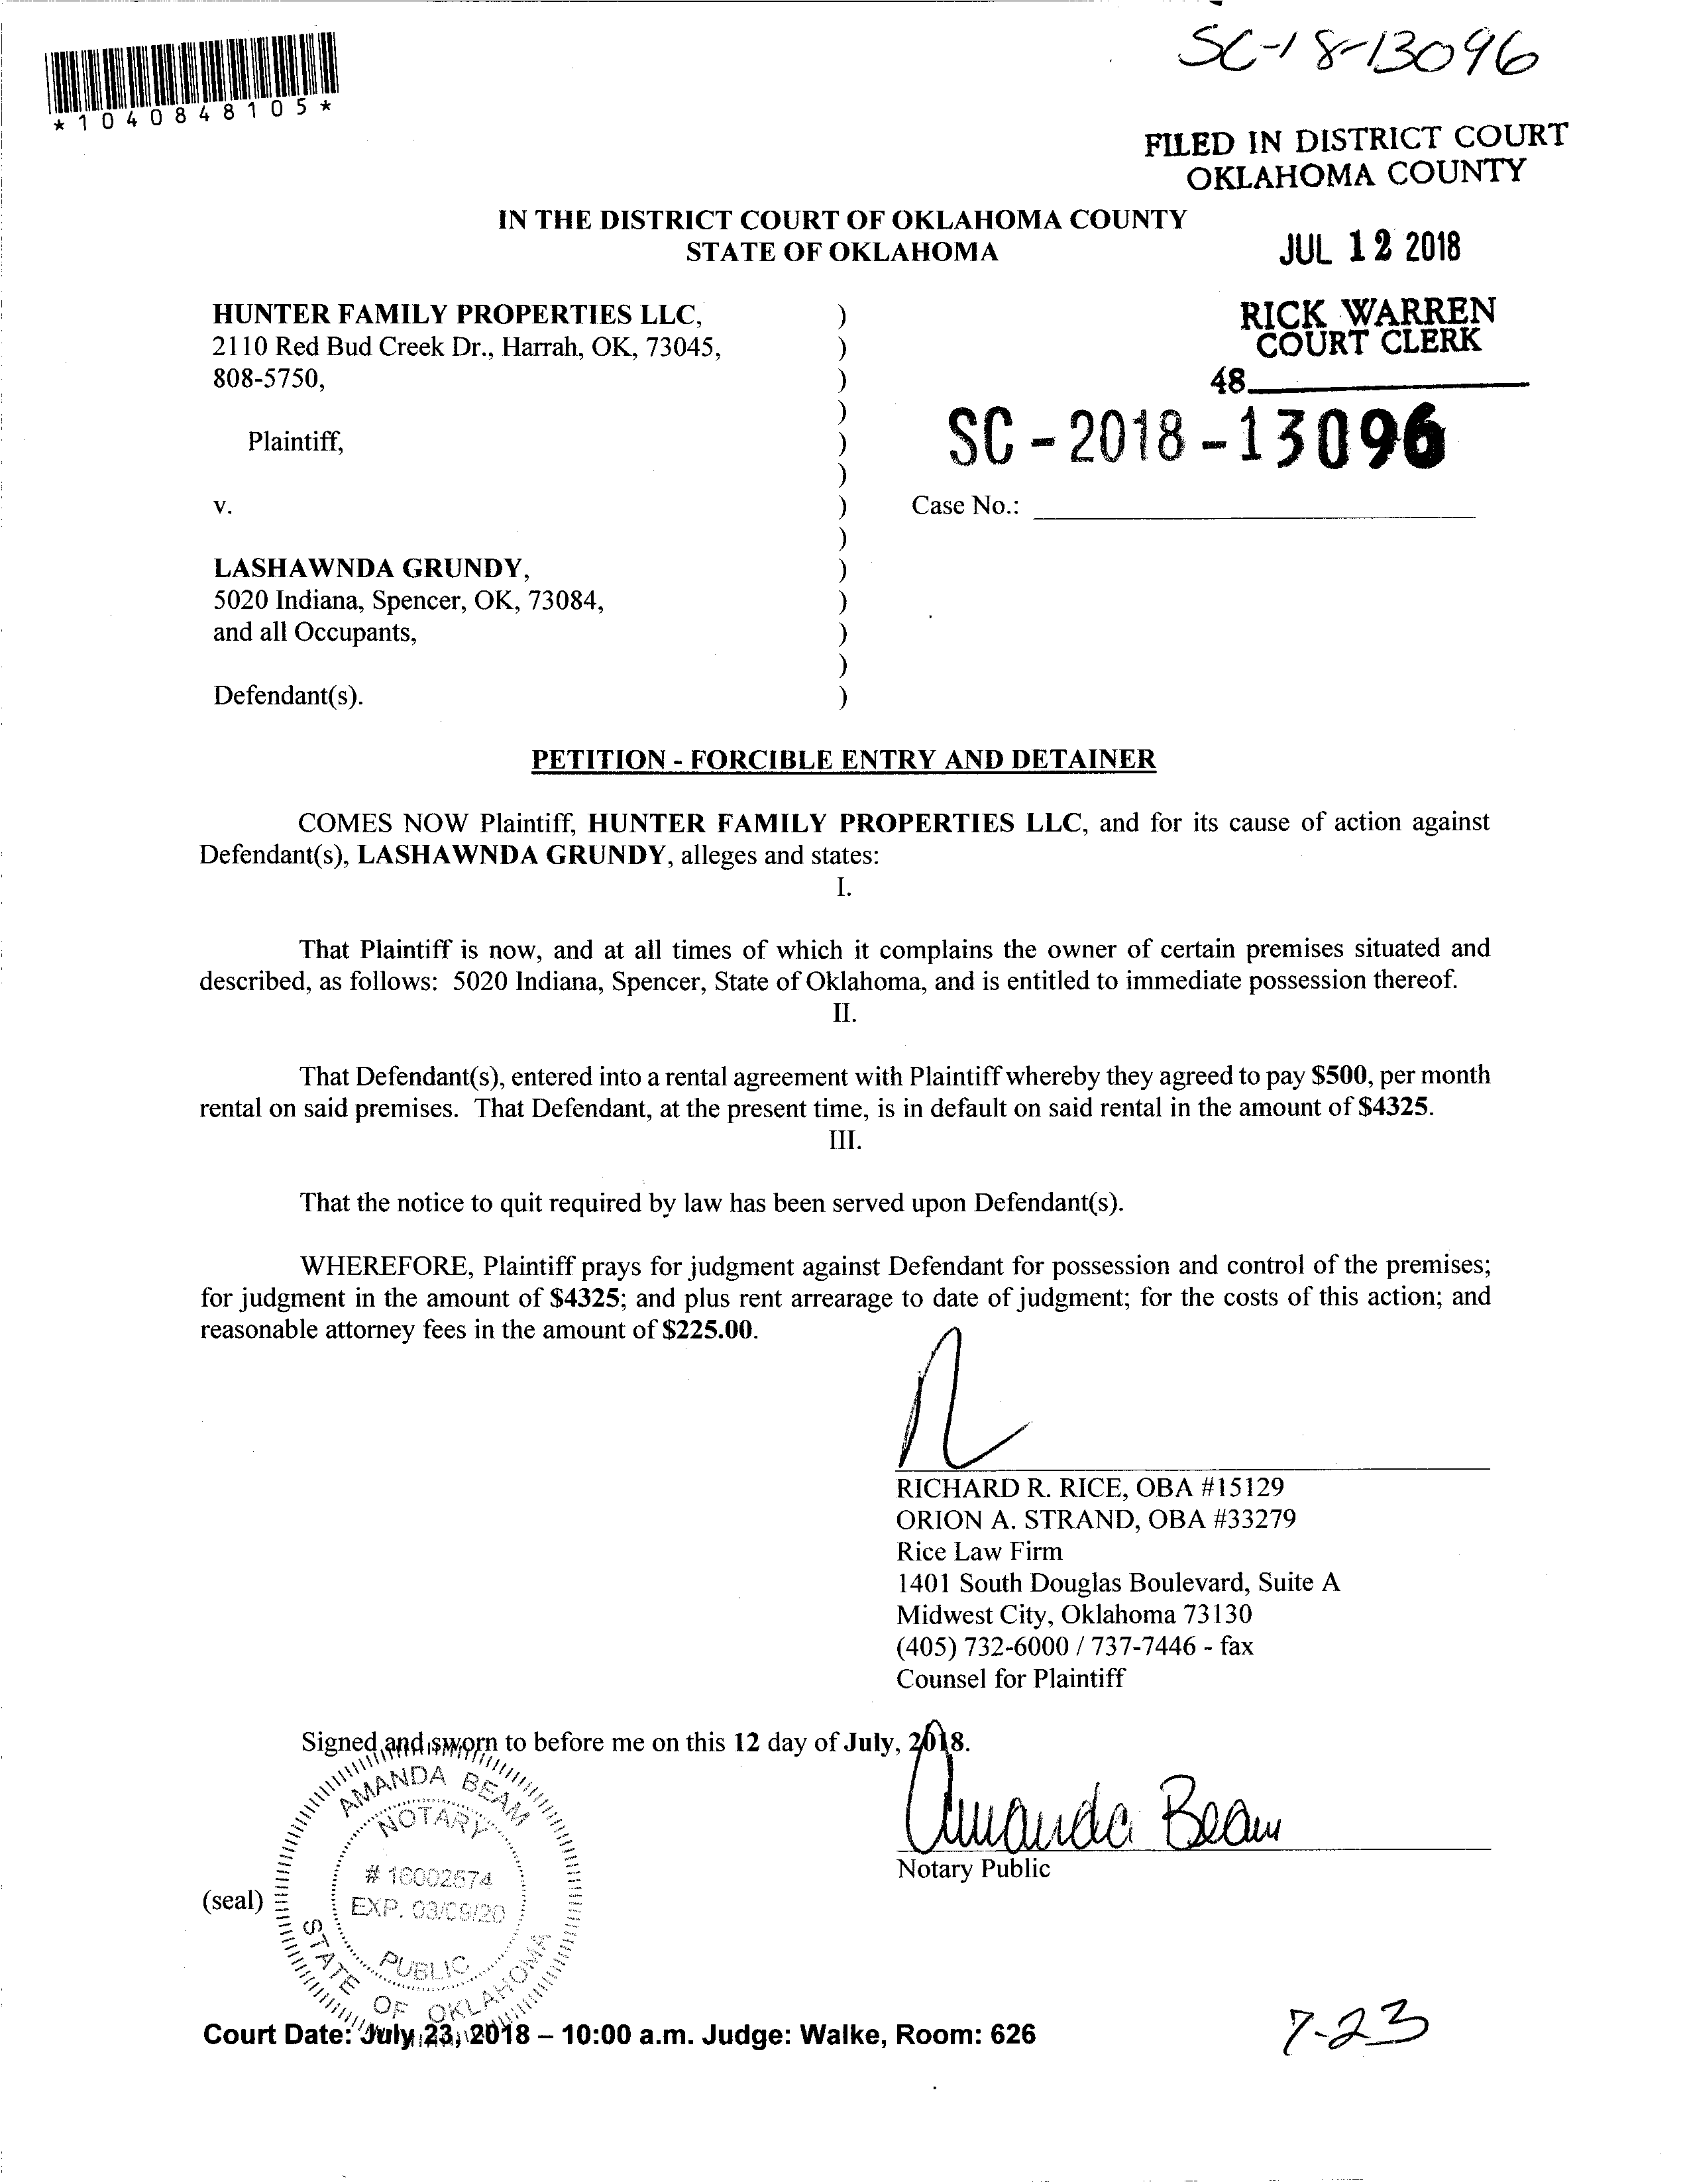 SC-18-13096
*1040848105*
FILED IN DISTRICT COURT
OKLAHOMA COUNTY
IN THE DISTRICT COURT OF OKLAHOMA COUNTY
STATE OF OKLAHOMA
JUL 12 2018
HUNTER FAMILY PROPERTIES LLC, )
2110 Red Bud Creek Dr., Harrah, OK, 73045, )
808-5750, )
)
Plaintiff, )
)
v. )
)
LASHAWNDA GRUNDY, )
5020 Indiana, Spencer, OK, 73084, )
and all Occupants, )
)
Defendant(s). )
RICK WARREN
COURT CLERK
48
SC-2018-13096
Case No.:
PETITION - FORCIBLE ENTRY AND DETAINER
COMES NOW Plaintiff, HUNTER FAMILY PROPERTIES LLC, and for its cause of action against
Defendant(s), LASHAWNDA GRUNDY, alleges and states:
I.
That Plaintiff is now, and at all times of which it complains the owner of certain premises situated and
described, as follows: 5020 Indiana, Spencer, State of Oklahoma, and is entitled to immediate possession thereof.
II.
That Defendant(s), entered into a rental agreement with Plaintiff whereby they agreed to pay $500, per month
rental on said premises. That Defendant, at the present time, is in default on said rental in the amount of $4325.
III.
That the notice to quit required by law has been served upon Defendant(s).
WHEREFORE, Plaintiff prays for judgment against Defendant for possession and control of the premises;
for judgment in the amount of $4325; and plus rent arrearage to date of judgment; for the costs of this action; and
reasonable attorney fees in the amount of $225.00.
RICHARD R. RICE, OBA #15129
ORION A. STRAND, OBA #33279
Rice Law Firm
1401 South Douglas Boulevard, Suite A
Midwest City, Oklahoma 73130
(405) 732-6000 / 737-7446 - fax
Counsel for Plaintiff
Signed and sworn to before me on this 12 day of July, 2018.
Amanda Beam
Notary Public
(seal)
AMANDA BEAM
NOTARY
# 16002574
EXP. 03/09/20
PUBLIC
STATE OF OKLAHOMA
Court Date: July 23, 2018 – 10:00 a.m. Judge: Walke, Room: 626
7-23